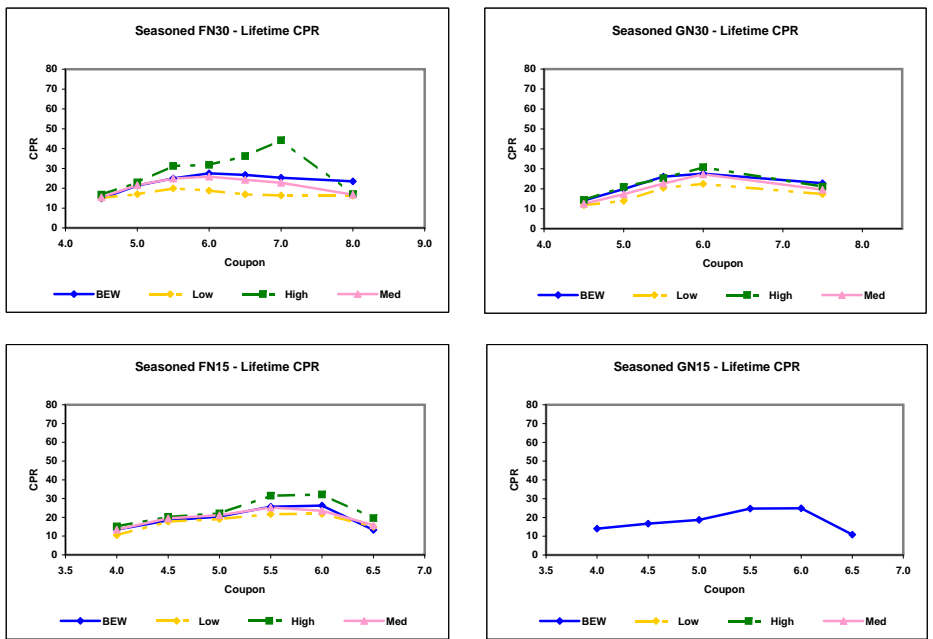 Seasoned FN30 - Lifetime CPR
80
70
60
50
40
30
20
10
0
CPR
4.0 5.0 6.0 7.0 8.0 9.0
Coupon
BEW Low High Med
Seasoned GN30 - Lifetime CPR
80
70
60
50
40
30
20
10
0
CPR
4.0 5.0 6.0 7.0 8.0
Coupon
BEW Low High Med
Seasoned FN15 - Lifetime CPR
80
70
60
50
40
30
20
10
0
CPR
3.5 4.0 4.5 5.0 5.5 6.0 6.5 7.0
Coupon
BEW Low High Med
Seasoned GN15 - Lifetime CPR
80
70
60
50
40
30
20
10
0
CPR
3.5 4.0 4.5 5.0 5.5 6.0 6.5 7.0
Coupon
BEW Low High Med